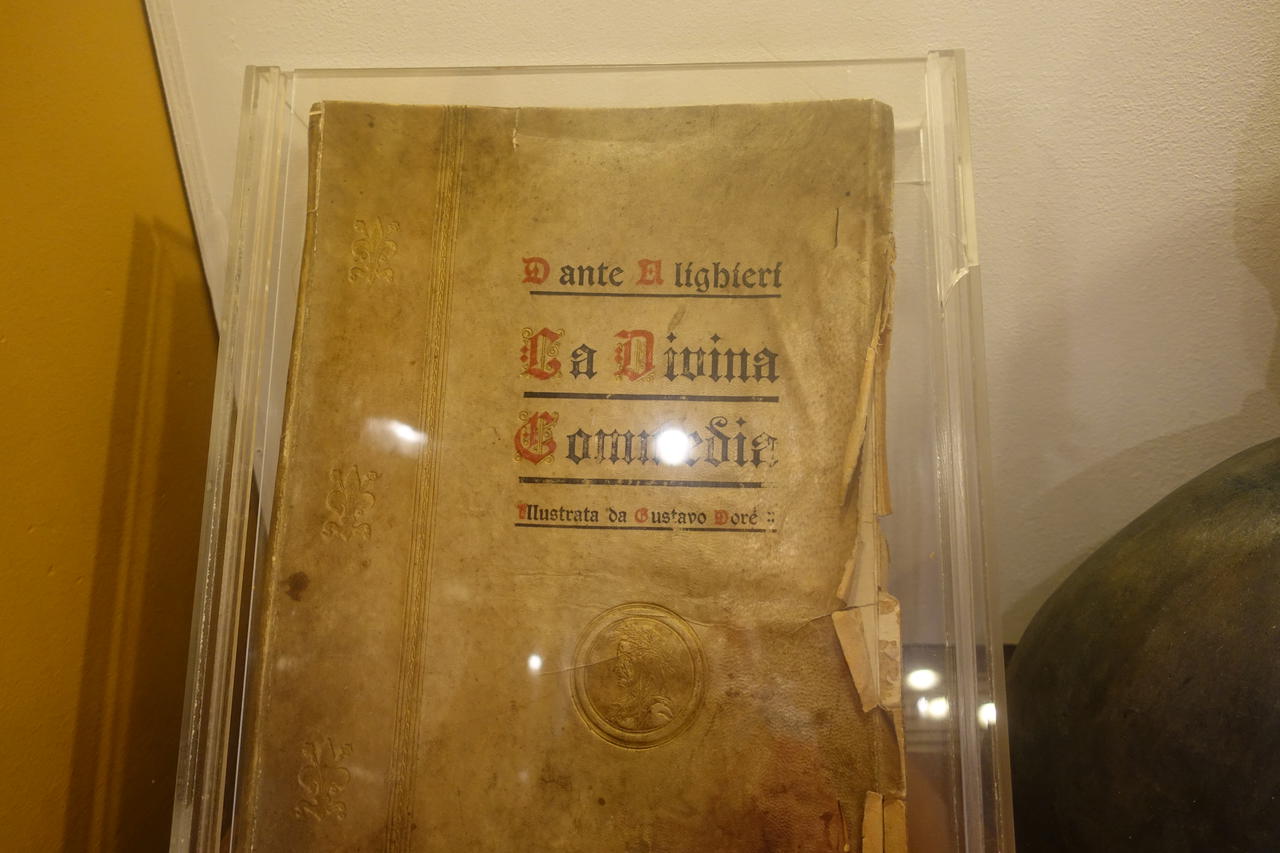 Dante Alighieri
La Divina
Commedia
Illustrata da Gustavo Doré :